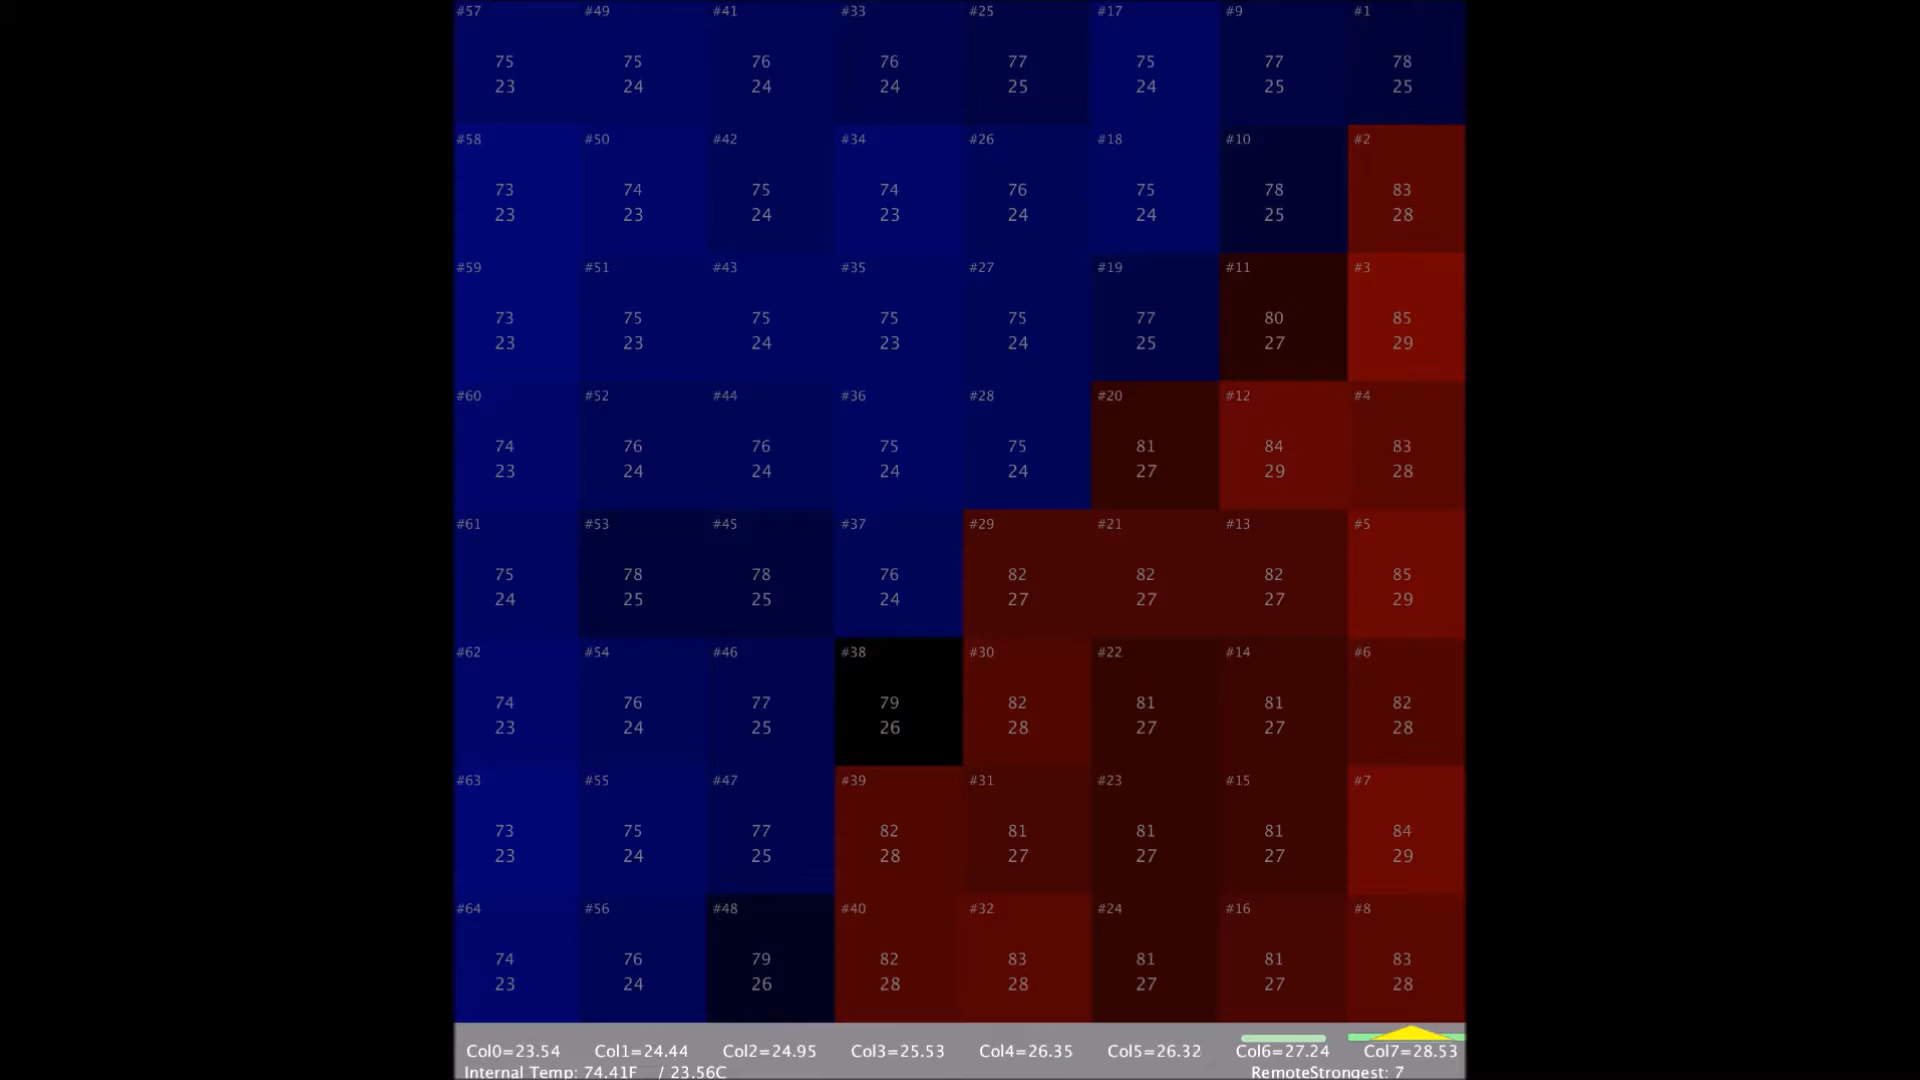 #57 #49 #41 #33 #25 #17 #9 #1
75 75 76 76 77 75 77 78
23 24 24 24 25 24 25 25
#58 #50 #42 #34 #26 #18 #10 #2
73 74 75 74 76 75 78 83
23 23 24 23 24 24 25 28
#59 #51 #43 #35 #27 #19 #11 #3
73 75 75 75 75 77 80 85
23 23 24 23 24 25 27 29
#60 #52 #44 #36 #28 #20 #12 #4
74 76 76 75 75 81 84 83
23 24 24 24 24 27 29 28
#61 #53 #45 #37 #29 #21 #13 #5
75 78 78 76 82 82 82 85
24 25 25 24 27 27 27 29
#62 #54 #46 #38 #30 #22 #14 #6
74 76 77 79 82 81 81 82
23 24 25 26 28 27 27 28
#63 #55 #47 #39 #31 #23 #15 #7
73 75 77 82 81 81 81 84
23 24 25 28 27 27 27 29
#64 #56 #48 #40 #32 #24 #16 #8
74 76 79 82 83 81 81 83
23 24 26 28 28 27 27 28
Col0=23.54 Col1=24.44 Col2=24.95 Col3=25.53 Col4=26.35 Col5=26.32 Col6=27.24 Col7=28.53
Internal Temp: 74.41F / 23.56C RemoteStrongest: 7